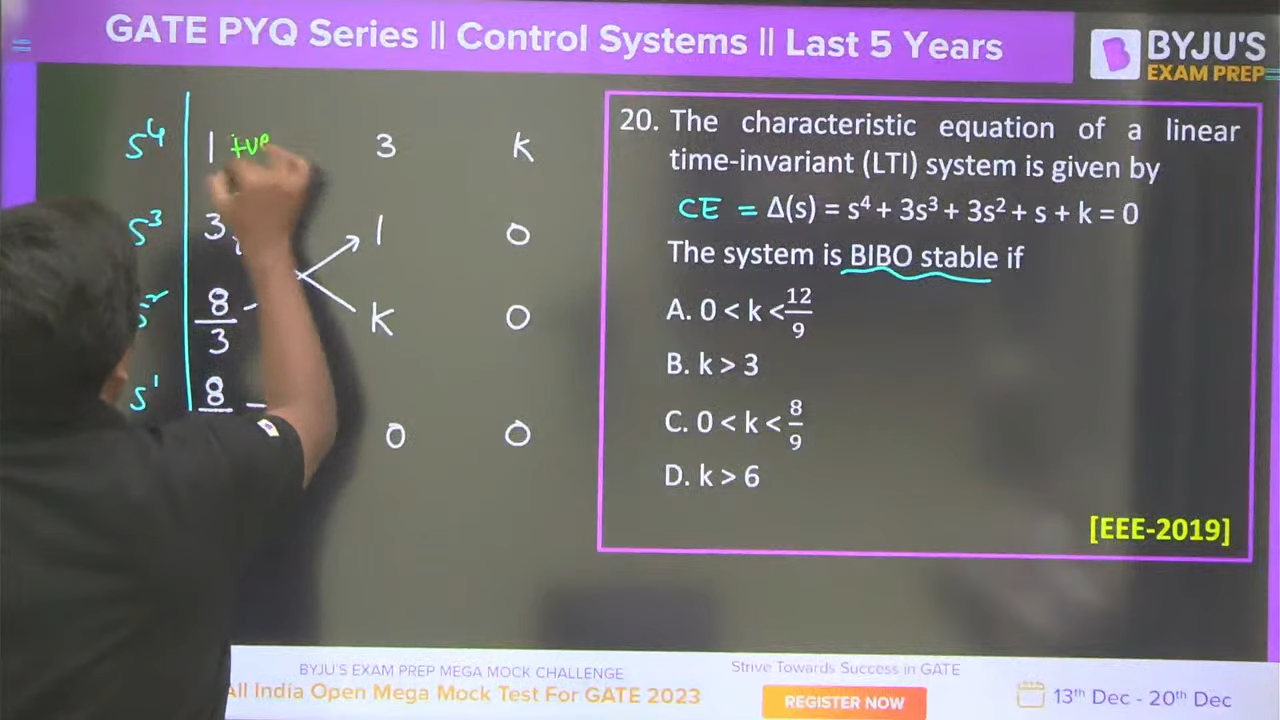 GATE PYQ Series || Control Systems || Last 5 Years
BYJU'S
EXAM PREP
s⁴ 1 +ve 3 k
s³ 3 1 0
8/3 K 0
s¹ 8 − 0 0
20. The characteristic equation of a linear
time-invariant (LTI) system is given by
CE = Δ(s) = s⁴ + 3s³ + 3s² + s + k = 0
The system is BIBO stable if
A. 0 < k < 12/9
B. k > 3
C. 0 < k < 8/9
D. k > 6
[EEE-2019]
BYJU'S EXAM PREP MEGA MOCK CHALLENGE
All India Open Mega Mock Test For GATE 2023
Strive Towards Success in GATE
REGISTER NOW
13th Dec - 20th Dec